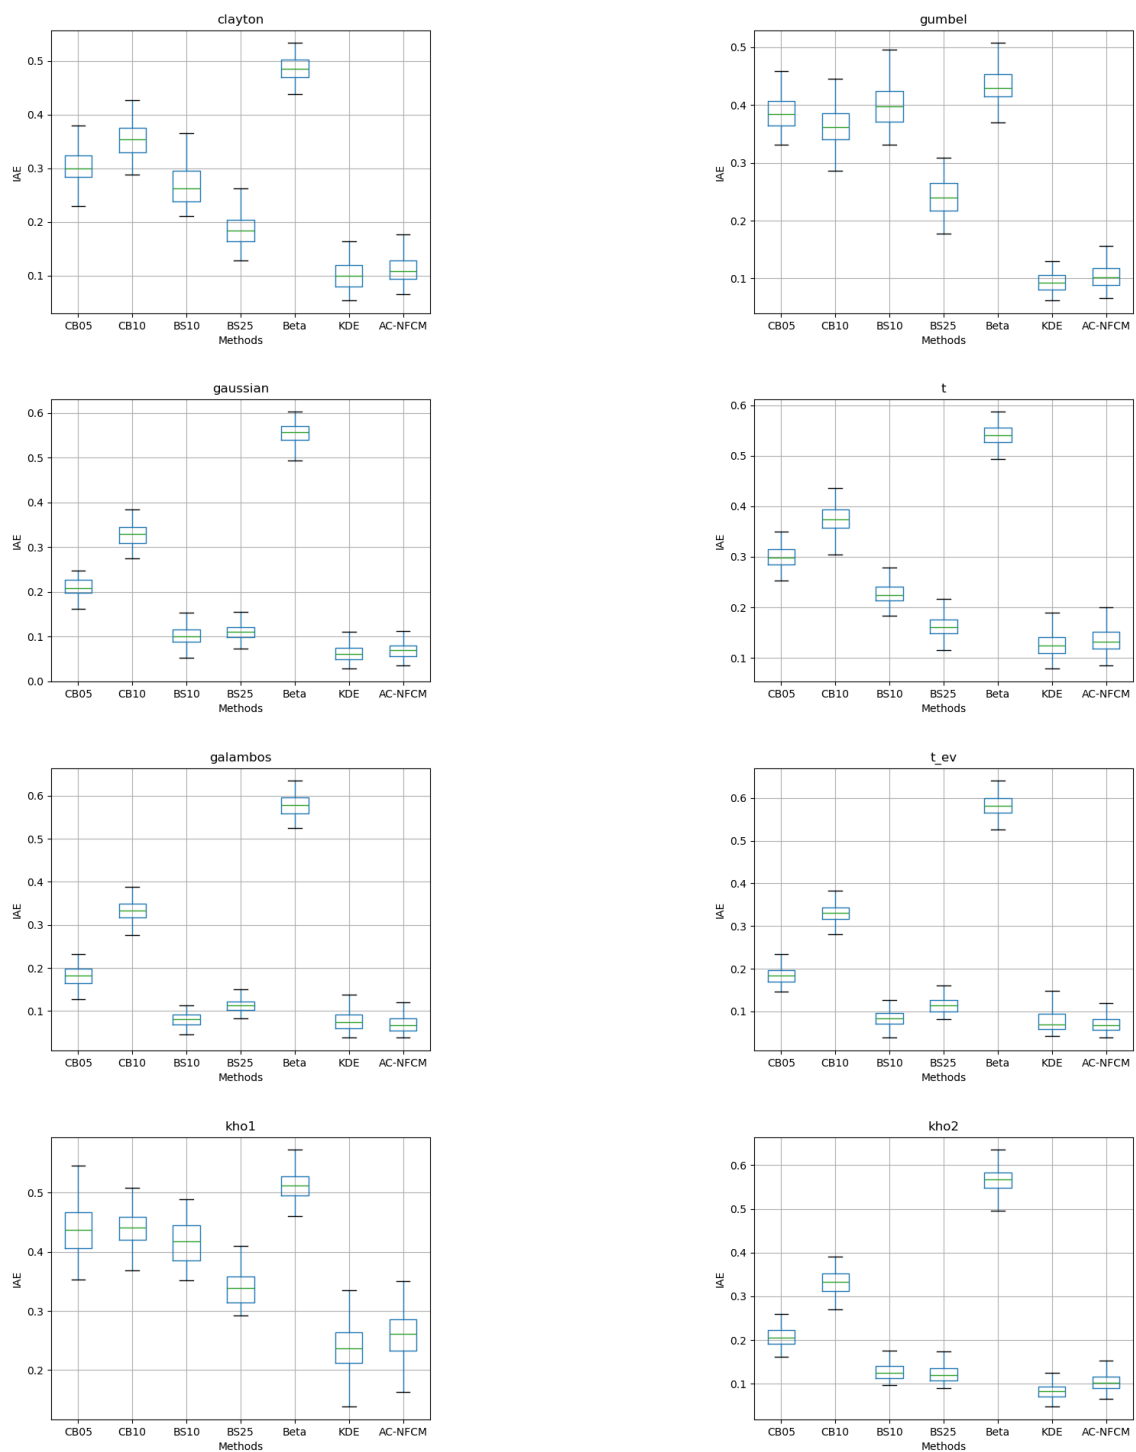 clayton
0.5
0.4
0.3
0.2
0.1
IAE
CB05 CB10 BS10 BS25 Beta KDE AC-NFCM
Methods
gumbel
0.5
0.4
0.3
0.2
0.1
IAE
CB05 CB10 BS10 BS25 Beta KDE AC-NFCM
Methods
gaussian
0.6
0.5
0.4
0.3
0.2
0.1
0.0
IAE
CB05 CB10 BS10 BS25 Beta KDE AC-NFCM
Methods
t
0.6
0.5
0.4
0.3
0.2
0.1
IAE
CB05 CB10 BS10 BS25 Beta KDE AC-NFCM
Methods
galambos
0.6
0.5
0.4
0.3
0.2
0.1
IAE
CB05 CB10 BS10 BS25 Beta KDE AC-NFCM
Methods
t_ev
0.6
0.5
0.4
0.3
0.2
0.1
IAE
CB05 CB10 BS10 BS25 Beta KDE AC-NFCM
Methods
kho1
0.5
0.4
0.3
0.2
IAE
CB05 CB10 BS10 BS25 Beta KDE AC-NFCM
Methods
kho2
0.6
0.5
0.4
0.3
0.2
0.1
IAE
CB05 CB10 BS10 BS25 Beta KDE AC-NFCM
Methods